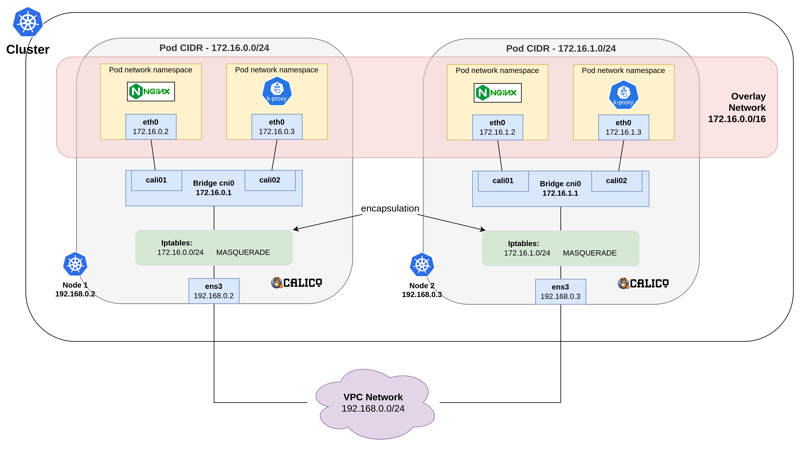 Cluster
Pod CIDR - 172.16.0.0/24
Pod network namespace
NGINX
eth0
172.16.0.2
Pod network namespace
k-proxy
eth0
172.16.0.3
cali01
Bridge cni0
172.16.0.1
cali02
Iptables:
172.16.0.0/24 MASQUERADE
Node 1
192.168.0.2
ens3
192.168.0.2
CALICO
encapsulation
Pod CIDR - 172.16.1.0/24
Pod network namespace
NGINX
eth0
172.16.1.2
Pod network namespace
k-proxy
eth0
172.16.1.3
cali01
Bridge cni0
172.16.1.1
cali02
Iptables:
172.16.1.0/24 MASQUERADE
Node 2
192.168.0.3
ens3
192.168.0.3
CALICO
Overlay
Network
172.16.0.0/16
VPC Network
192.168.0.0/24